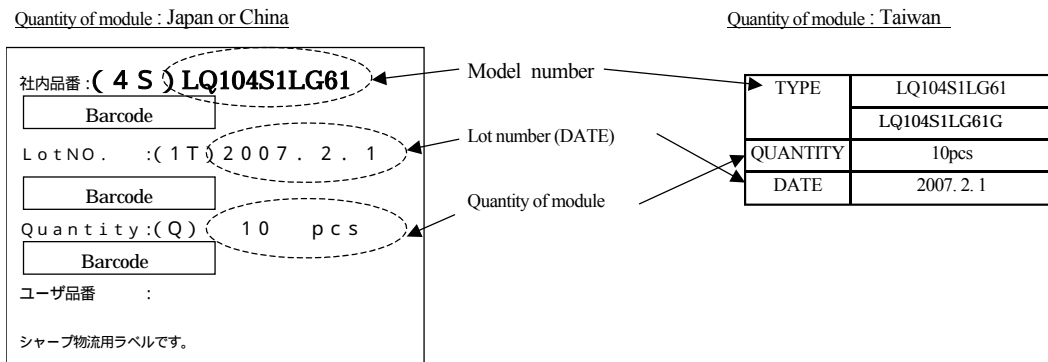 Quantity of module : Japan or China
社内品番 : (４Ｓ) LQ104S1LG61
Barcode
LotNO. :(1T) 2007. 2. 1
Barcode
Quantity:(Q) 10 pcs
Barcode
ユーザ品番 :
シャープ物流用ラベルです。
Model number
Lot number (DATE)
Quantity of module
Quantity of module : Taiwan
TYPE LQ104S1LG61
LQ104S1LG61G
QUANTITY 10pcs
DATE 2007. 2. 1